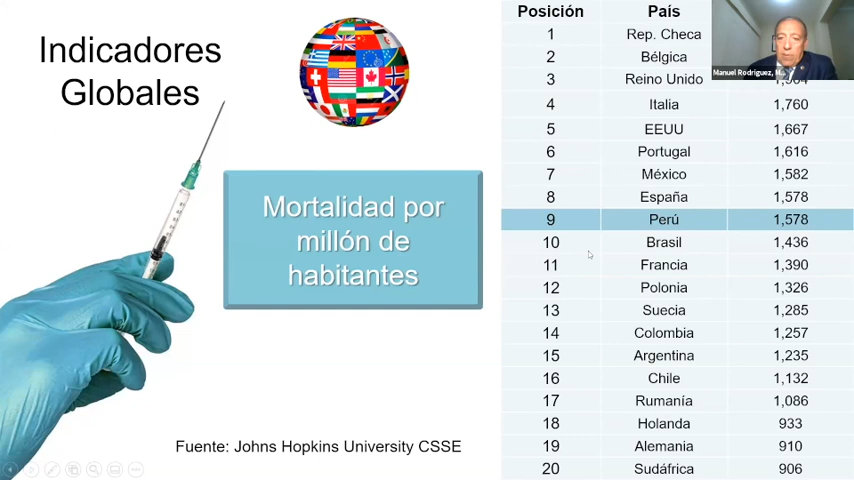 Indicadores
Globales
Mortalidad por
millón de
habitantes
Fuente: Johns Hopkins University CSSE
Posición País
1 Rep. Checa
2 Bélgica
3 Reino Unido
4 Italia 1,760
5 EEUU 1,667
6 Portugal 1,616
7 México 1,582
8 España 1,578
9 Perú 1,578
10 Brasil 1,436
11 Francia 1,390
12 Polonia 1,326
13 Suecia 1,285
14 Colombia 1,257
15 Argentina 1,235
16 Chile 1,132
17 Rumanía 1,086
18 Holanda 933
19 Alemania 910
20 Sudáfrica 906
Manuel Rodriguez, M...